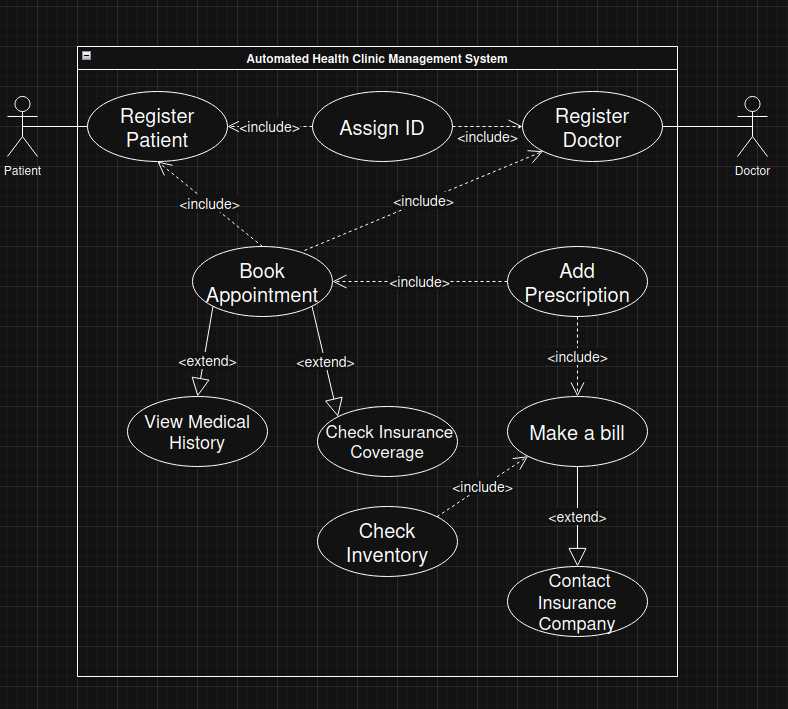 Automated Health Clinic Management System
Register
Patient
<include>
Assign ID
<include>
Register
Doctor
Patient
Doctor
<include>
<include>
Book
Appointment
<include>
Add
Prescription
<extend>
<extend>
<include>
View Medical
History
Check Insurance
Coverage
Make a bill
<include>
Check
Inventory
<extend>
Contact
Insurance
Company